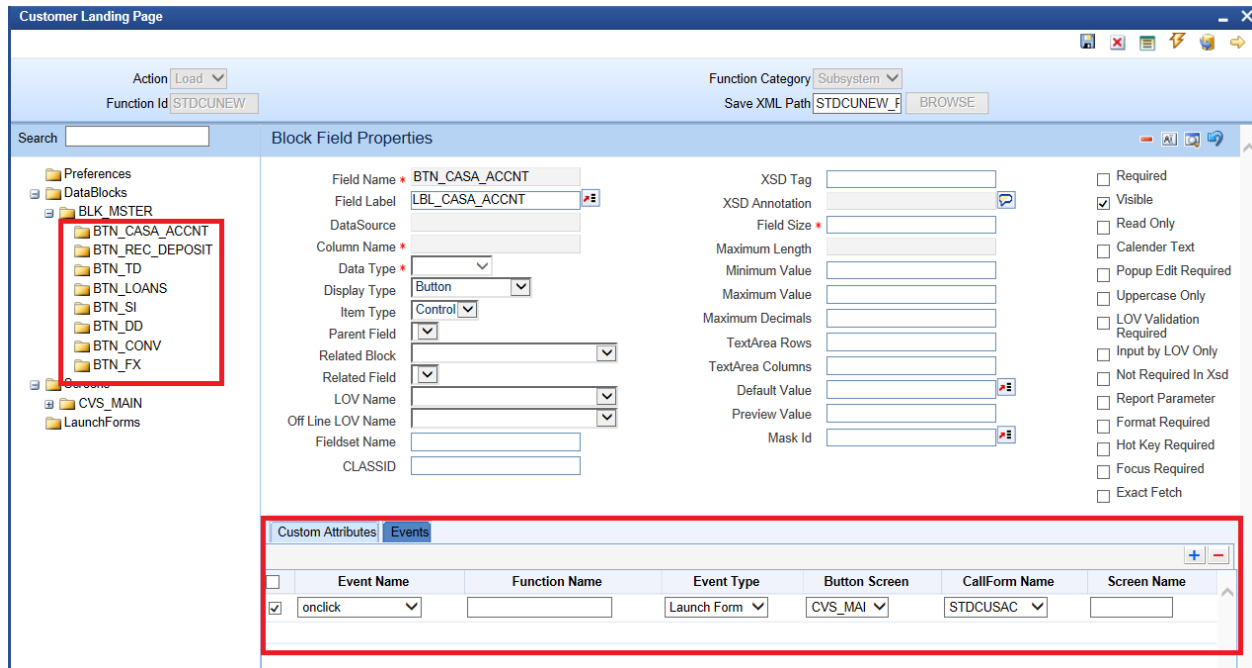 Customer Landing Page
Action Load
Function Category Subsystem
Function Id STDCUNEW
Save XML Path STDCUNEW_F BROWSE
Search
Preferences
DataBlocks
BLK_MSTER
BTN_CASA_ACCNT
BTN_REC_DEPOSIT
BTN_TD
BTN_LOANS
BTN_SI
BTN_DD
BTN_CONV
BTN_FX
Screens
CVS_MAIN
LaunchForms
Block Field Properties
Field Name * BTN_CASA_ACCNT
Field Label LBL_CASA_ACCNT
DataSource
Column Name *
Data Type *
Display Type Button
Item Type Control
Parent Field
Related Block
Related Field
LOV Name
Off Line LOV Name
Fieldset Name
CLASSID
XSD Tag
XSD Annotation
Field Size *
Maximum Length
Minimum Value
Maximum Value
Maximum Decimals
TextArea Rows
TextArea Columns
Default Value
Preview Value
Mask Id
Required
Visible
Read Only
Calender Text
Popup Edit Required
Uppercase Only
LOV Validation
Required
Input by LOV Only
Not Required In Xsd
Report Parameter
Format Required
Hot Key Required
Focus Required
Exact Fetch
Custom Attributes Events
Event Name Function Name Event Type Button Screen CallForm Name Screen Name
onclick Launch Form CVS_MAI STDCUSAC